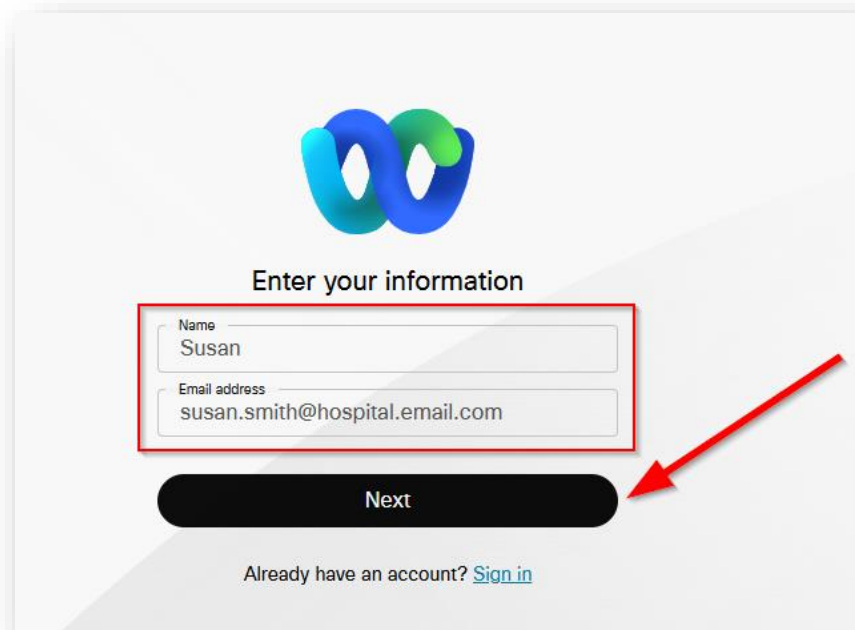 Enter your information
Name
Susan
Email address
susan.smith@hospital.email.com
Next
Already have an account? Sign in